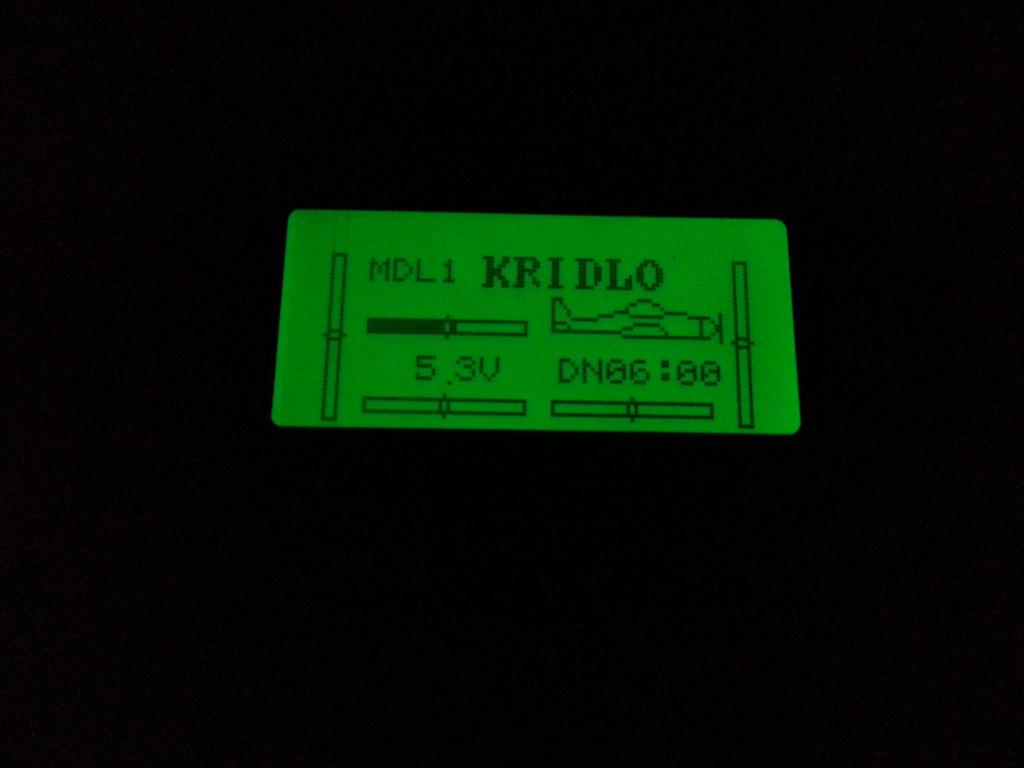 MDL1 KRIDLO
5.3V DN06:00